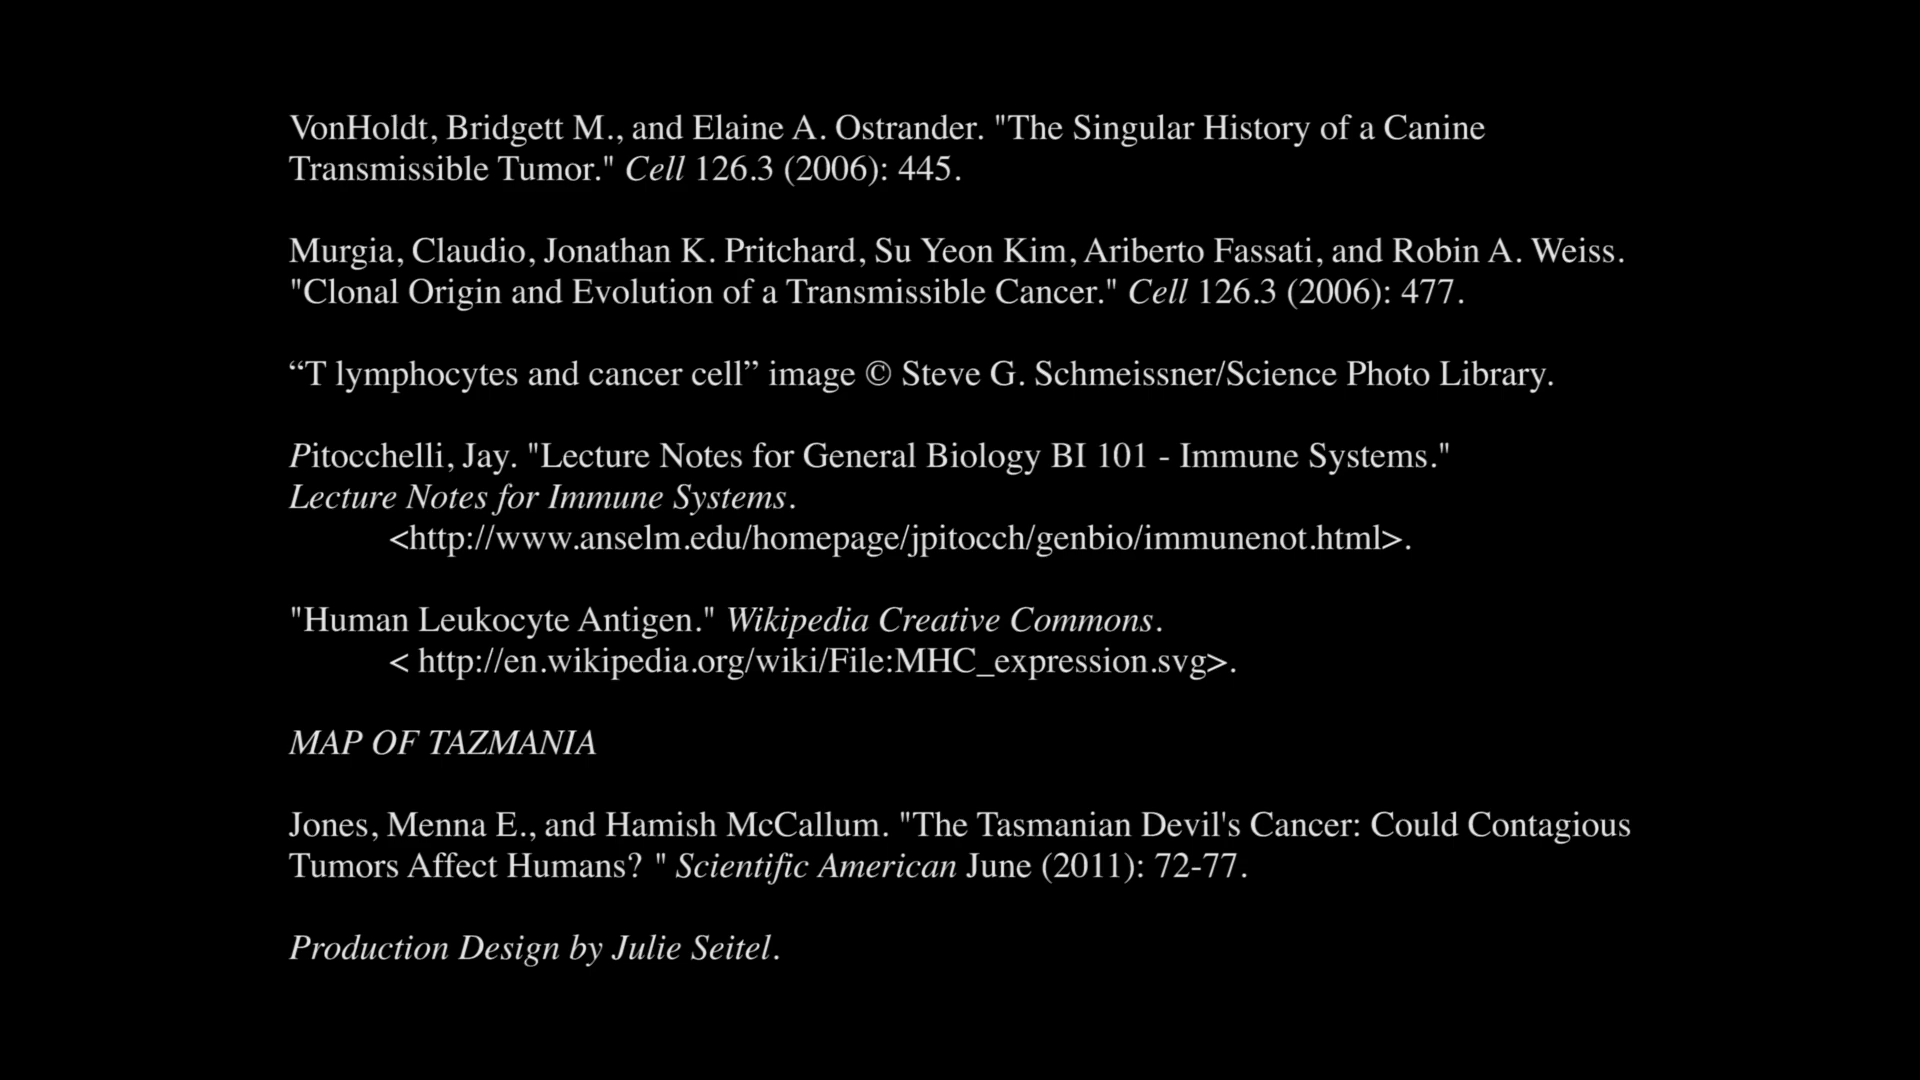 VonHoldt, Bridgett M., and Elaine A. Ostrander. "The Singular History of a Canine
Transmissible Tumor." Cell 126.3 (2006): 445.
Murgia, Claudio, Jonathan K. Pritchard, Su Yeon Kim, Ariberto Fassati, and Robin A. Weiss.
"Clonal Origin and Evolution of a Transmissible Cancer." Cell 126.3 (2006): 477.
“T lymphocytes and cancer cell” image © Steve G. Schmeissner/Science Photo Library.
Pitocchelli, Jay. "Lecture Notes for General Biology BI 101 - Immune Systems."
Lecture Notes for Immune Systems.
<http://www.anselm.edu/homepage/jpitocch/genbio/immunenot.html>.
"Human Leukocyte Antigen." Wikipedia Creative Commons.
< http://en.wikipedia.org/wiki/File:MHC_expression.svg>.
MAP OF TAZMANIA
Jones, Menna E., and Hamish McCallum. "The Tasmanian Devil's Cancer: Could Contagious
Tumors Affect Humans? " Scientific American June (2011): 72-77.
Production Design by Julie Seitel.